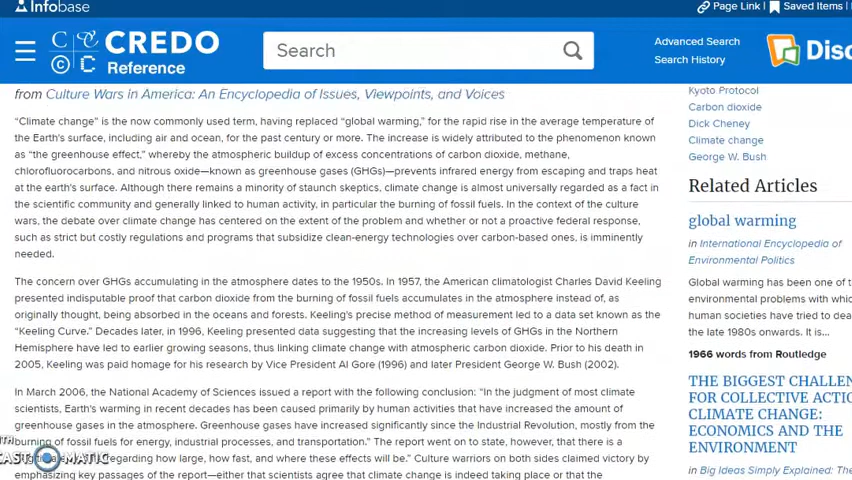 Infobase
Page Link |
Saved Items |
CREDO
Reference
Search
Advanced Search
Search History
Disc
from Culture Wars in America: An Encyclopedia of Issues, Viewpoints, and Voices
“Climate change” is the now commonly used term, having replaced “global warming,” for the rapid rise in the average temperature of
the Earth's surface, including air and ocean, for the past century or more. The increase is widely attributed to the phenomenon known
as “the greenhouse effect,” whereby the atmospheric buildup of excess concentrations of carbon dioxide, methane,
chlorofluorocarbons, and nitrous oxide—known as greenhouse gases (GHGs)—prevents infrared energy from escaping and traps heat
at the earth's surface. Although there remains a minority of staunch skeptics, climate change is almost universally regarded as a fact in
the scientific community and generally linked to human activity, in particular the burning of fossil fuels. In the context of the culture
wars, the debate over climate change has centered on the extent of the problem and whether or not a proactive federal response,
such as strict but costly regulations and programs that subsidize clean-energy technologies over carbon-based ones, is imminently
needed.
The concern over GHGs accumulating in the atmosphere dates to the 1950s. In 1957, the American climatologist Charles David Keeling
presented indisputable proof that carbon dioxide from the burning of fossil fuels accumulates in the atmosphere instead of, as
originally thought, being absorbed in the oceans and forests. Keeling's precise method of measurement led to a data set known as the
“Keeling Curve.” Decades later, in 1996, Keeling presented data suggesting that the increasing levels of GHGs in the Northern
Hemisphere have led to earlier growing seasons, thus linking climate change with atmospheric carbon dioxide. Prior to his death in
2005, Keeling was paid homage for his research by Vice President Al Gore (1996) and later President George W. Bush (2002).
In March 2006, the National Academy of Sciences issued a report with the following conclusion: “In the judgment of most climate
scientists, Earth's warming in recent decades has been caused primarily by human activities that have increased the amount of
greenhouse gases in the atmosphere. Greenhouse gases have increased significantly since the Industrial Revolution, mostly from the
burning of fossil fuels for energy, industrial processes, and transportation.” The report went on to state, however, that there is a
regarding how large, how fast, and where these effects will be.” Culture warriors on both sides claimed victory by
emphasizing key passages of the report—either that scientists agree that climate change is indeed taking place or that the
Kyoto Protocol
Carbon dioxide
Dick Cheney
Climate change
George W. Bush
Related Articles
global warming
in International Encyclopedia of
Environmental Politics
Global warming has been one of t
environmental problems with which
human societies have tried to dea
the late 1980s onwards. It is...
1966 words from Routledge
THE BIGGEST CHALLEN
FOR COLLECTIVE ACTIO
CLIMATE CHANGE:
ECONOMICS AND THE
ENVIRONMENT
in Big Ideas Simply Explained: The